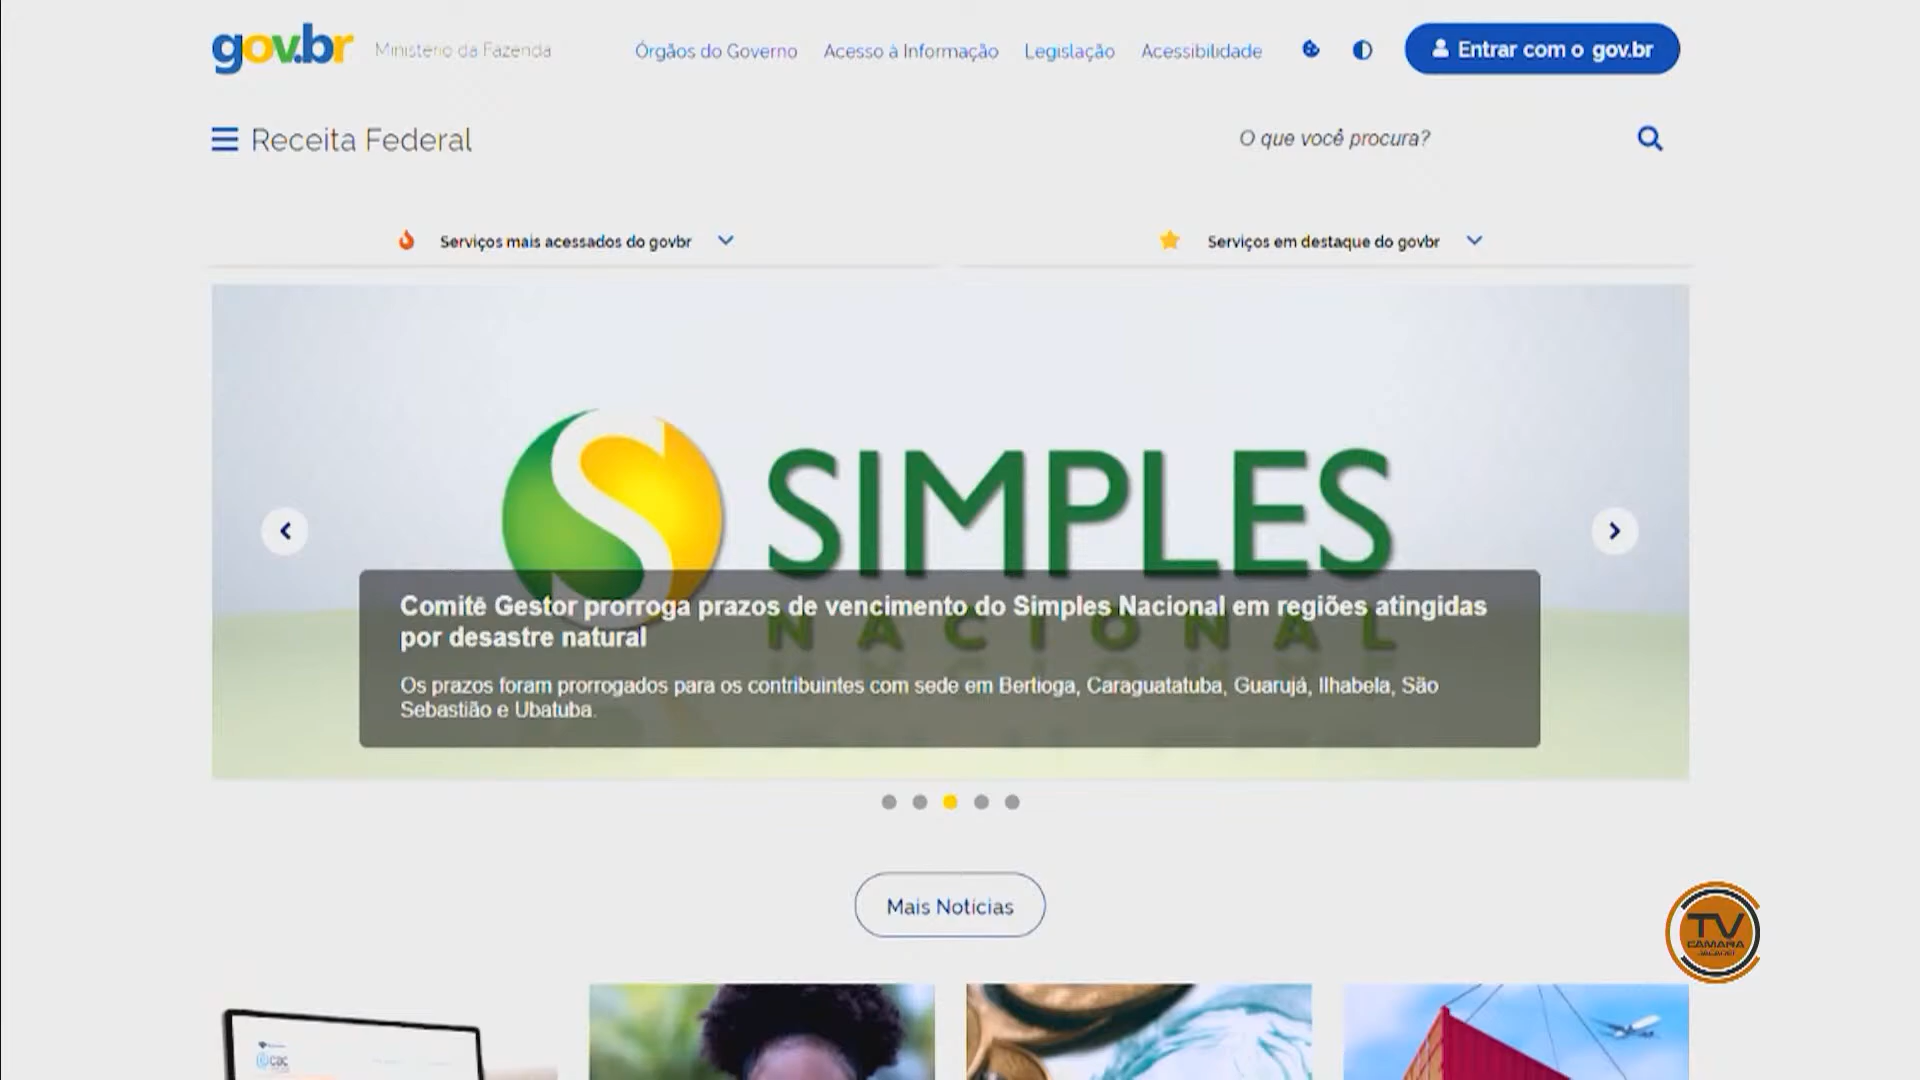 gov.br Ministério da Fazenda Órgãos do Governo Acesso à Informação Legislação Acessibilidade Entrar com o gov.br
Receita Federal O que você procura?
Serviços mais acessados do govbr Serviços em destaque do govbr
SIMPLES
NACIONAL
Comitê Gestor prorroga prazos de vencimento do Simples Nacional em regiões atingidas
por desastre natural
Os prazos foram prorrogados para os contribuintes com sede em Bertioga, Caraguatatuba, Guarujá, Ilhabela, São
Sebastião e Ubatuba.
Mais Notícias
TV
CÂMARA
JACAREÍ
e cac